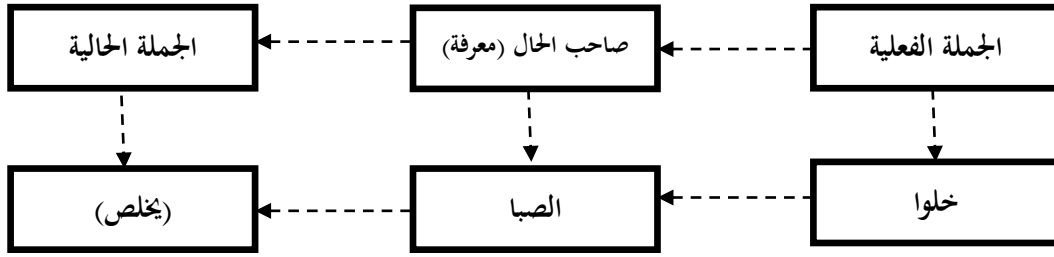 الجملة الفعلية
صاحب الحال (معرفة)
الجملة الحالية
خلوا
الصبا
(يخلص)